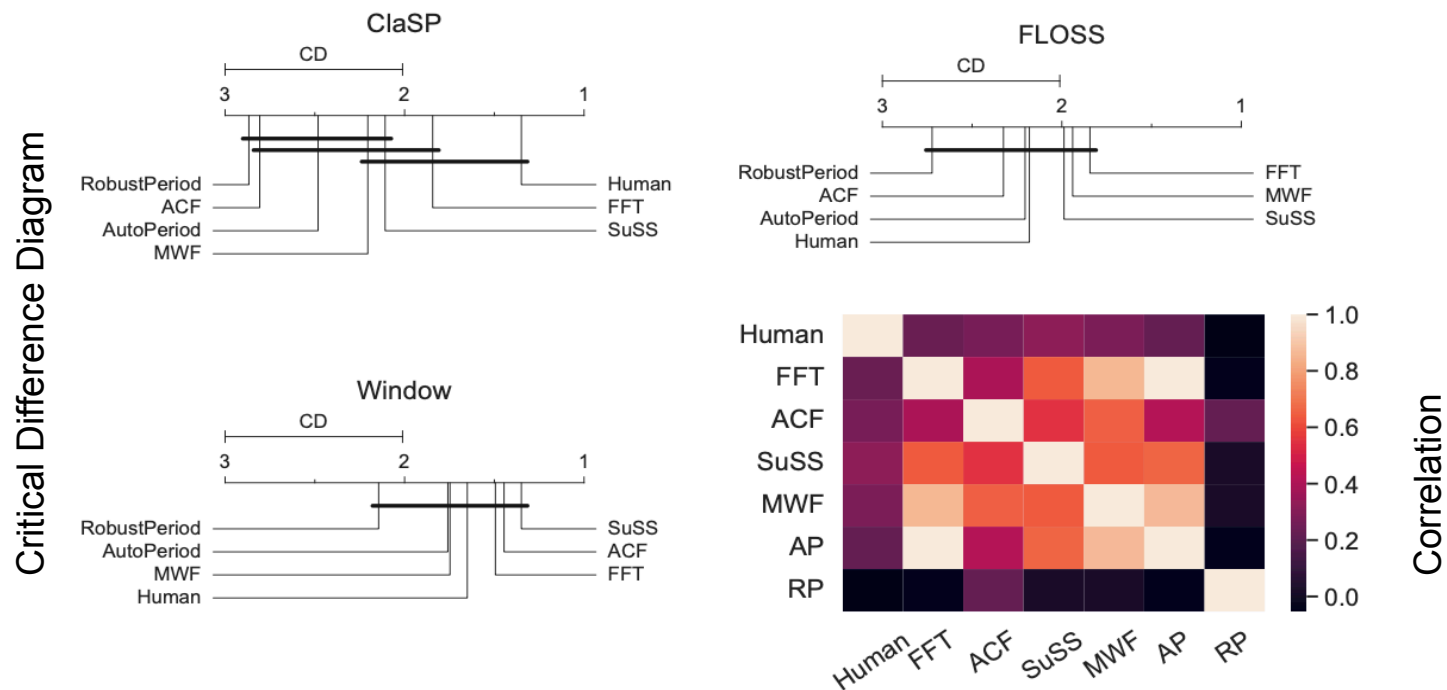 Critical Difference Diagram
ClaSP
CD
3 2 1
RobustPeriod
ACF
AutoPeriod
MWF
Human
FFT
SuSS
FLOSS
CD
3 2 1
RobustPeriod
ACF
AutoPeriod
Human
FFT
MWF
SuSS
Window
CD
3 2 1
RobustPeriod
AutoPeriod
MWF
Human
SuSS
ACF
FFT
Human
FFT
ACF
SuSS
MWF
AP
RP
Human FFT ACF SuSS MWF AP RP
1.0
0.8
0.6
0.4
0.2
0.0
Correlation